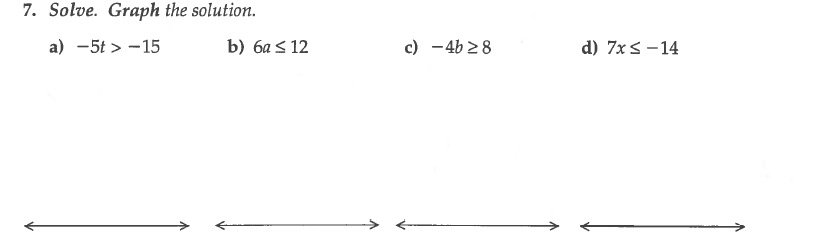 7. Solve. Graph the solution.
a) −5t > −15 b) 6a ≤ 12 c) −4b ≥ 8 d) 7x ≤ −14